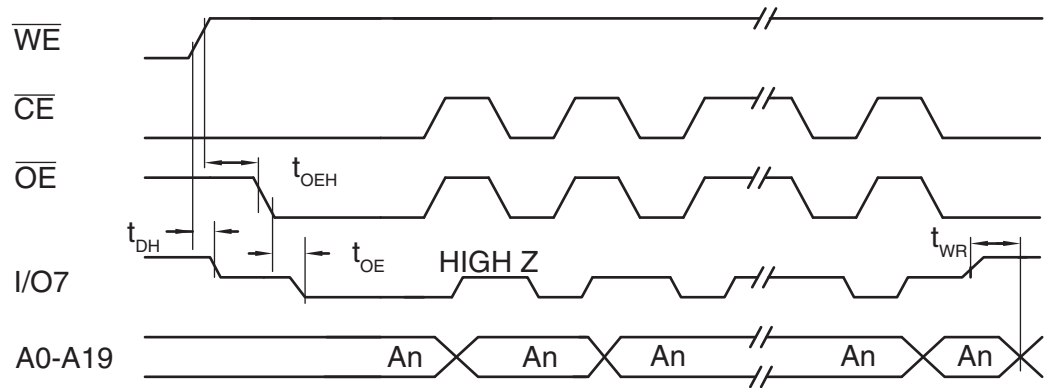 WE
CE
OE
tOEH
tDH
tOE
HIGH Z
tWR
I/O7
A0-A19
An An An An An